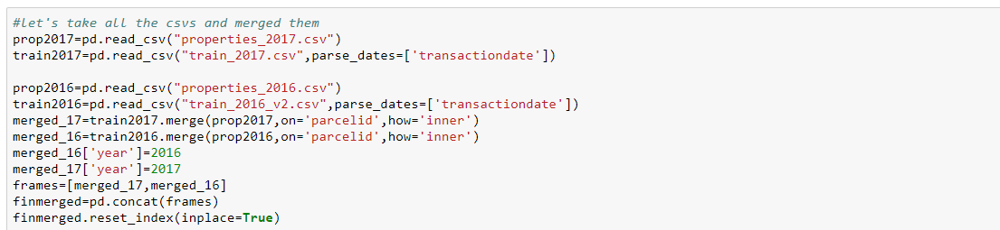 #Let's take all the csvs and merged them
prop2017=pd.read_csv("properties_2017.csv")
train2017=pd.read_csv("train_2017.csv",parse_dates=['transactiondate'])
prop2016=pd.read_csv("properties_2016.csv")
train2016=pd.read_csv("train_2016_v2.csv",parse_dates=['transactiondate'])
merged_17=train2017.merge(prop2017,on='parcelid',how='inner')
merged_16=train2016.merge(prop2016,on='parcelid',how='inner')
merged_16['year']=2016
merged_17['year']=2017
frames=[merged_17,merged_16]
finmerged=pd.concat(frames)
finmerged.reset_index(inplace=True)